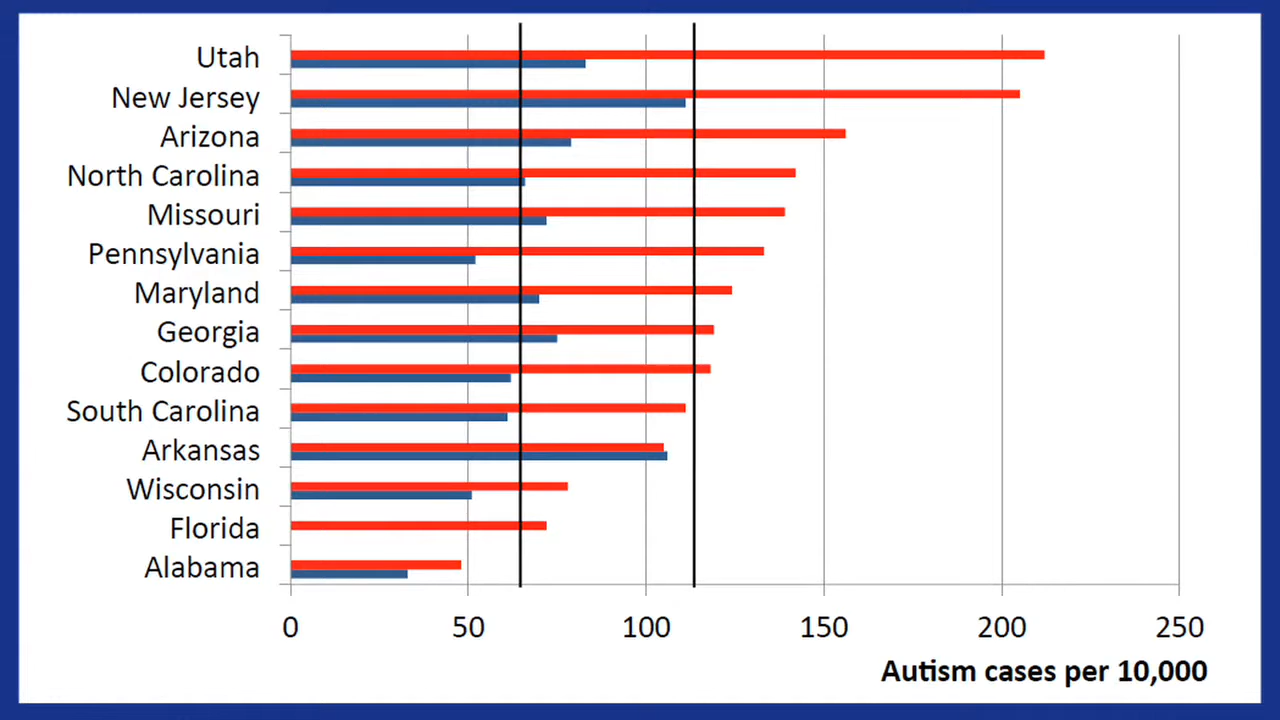 Utah
New Jersey
Arizona
North Carolina
Missouri
Pennsylvania
Maryland
Georgia
Colorado
South Carolina
Arkansas
Wisconsin
Florida
Alabama
0 50 100 150 200 250
Autism cases per 10,000